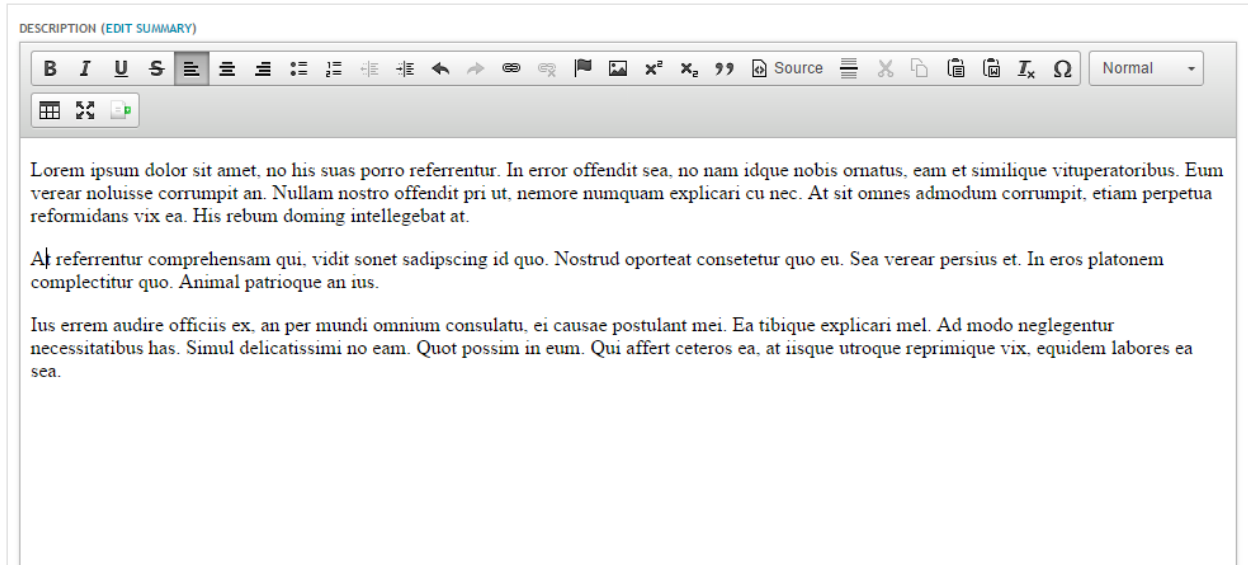 DESCRIPTION (EDIT SUMMARY)
B I U S x² x₂ Source Ix Ω Normal
Lorem ipsum dolor sit amet, no his suas porro referrentur. In error offendit sea, no nam idque nobis ornatus, eam et similique vituperatoribus. Eum
verear noluisse corrumpit an. Nullam nostro offendit pri ut, nemore numquam explicari cu nec. At sit omnes admodum corrumpit, etiam perpetua
reformidans vix ea. His rebum doming intellegebat at.
At referrentur comprehensam qui, vidit sonet sadipscing id quo. Nostrud oporteat consetetur quo eu. Sea verear persius et. In eros platonem
complectitur quo. Animal patrioque an ius.
Ius errem audire officiis ex, an per mundi omnium consulatu, ei causae postulant mei. Ea tibique explicari mel. Ad modo neglegentur
necessitatibus has. Simul delicatissimi no eam. Quot possim in eum. Qui affert ceteros ea, at iisque utroque reprimique vix, equidem labores ea
sea.